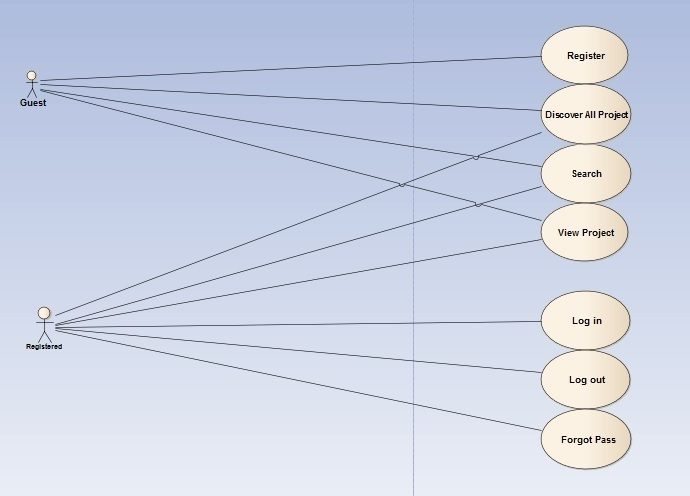 Guest
Register
Discover All Project
Search
View Project
Registered
Log in
Log out
Forgot Pass